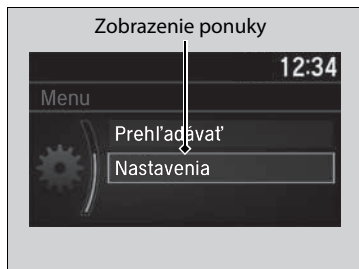 Zobrazenie ponuky
12:34
Menu
Prehľadávať
Nastavenia